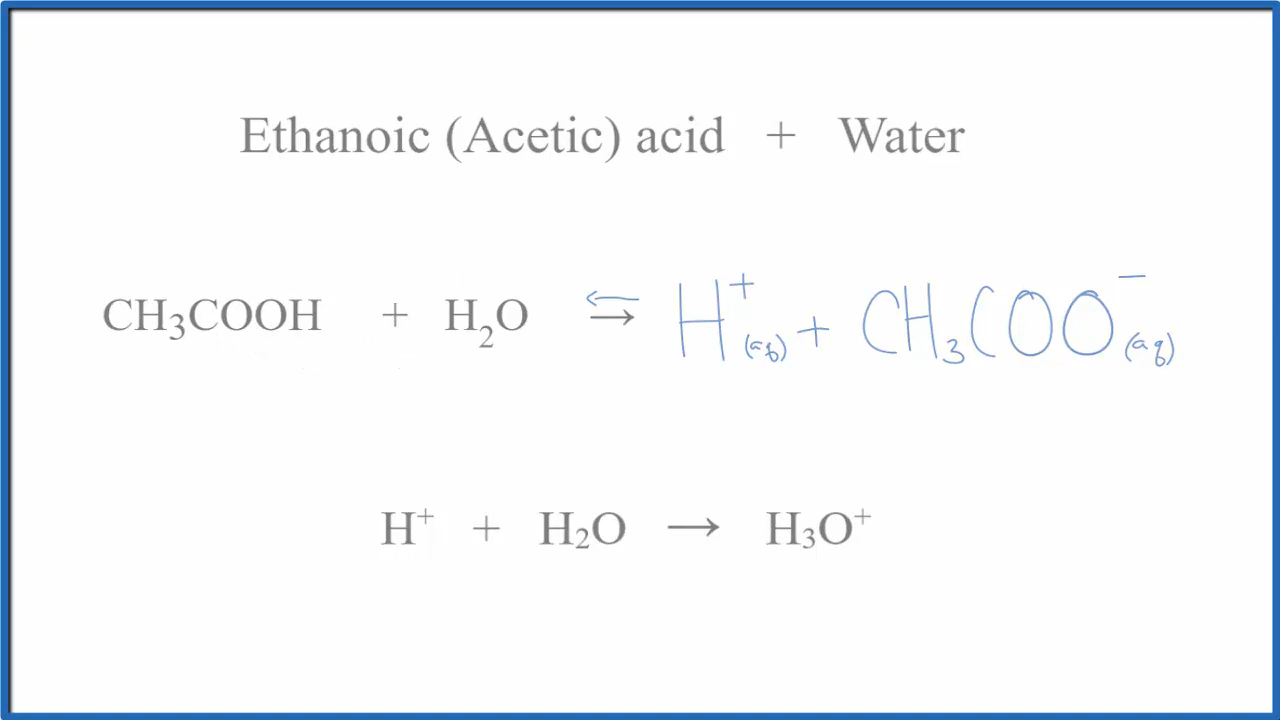 Ethanoic (Acetic) acid + Water
CH₃COOH + H₂O ⇌ H⁺(aq) + CH₃COO⁻(aq)
H⁺ + H₂O → H₃O⁺